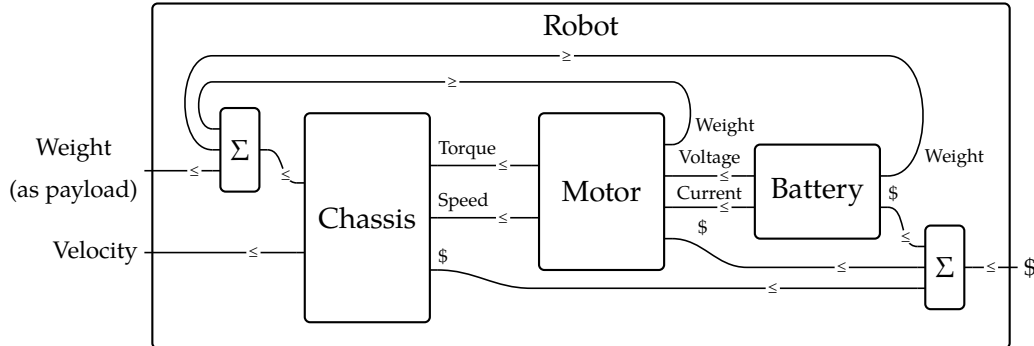 Robot
≥
≥
Weight
(as payload)
≤
Σ
≤
Weight
Torque
≤
Voltage
≤
Weight
Chassis
Motor
Battery
Speed
≤
Current
≤
$
Velocity
≤
$
$
≤
≤
Σ
≤
$
≤